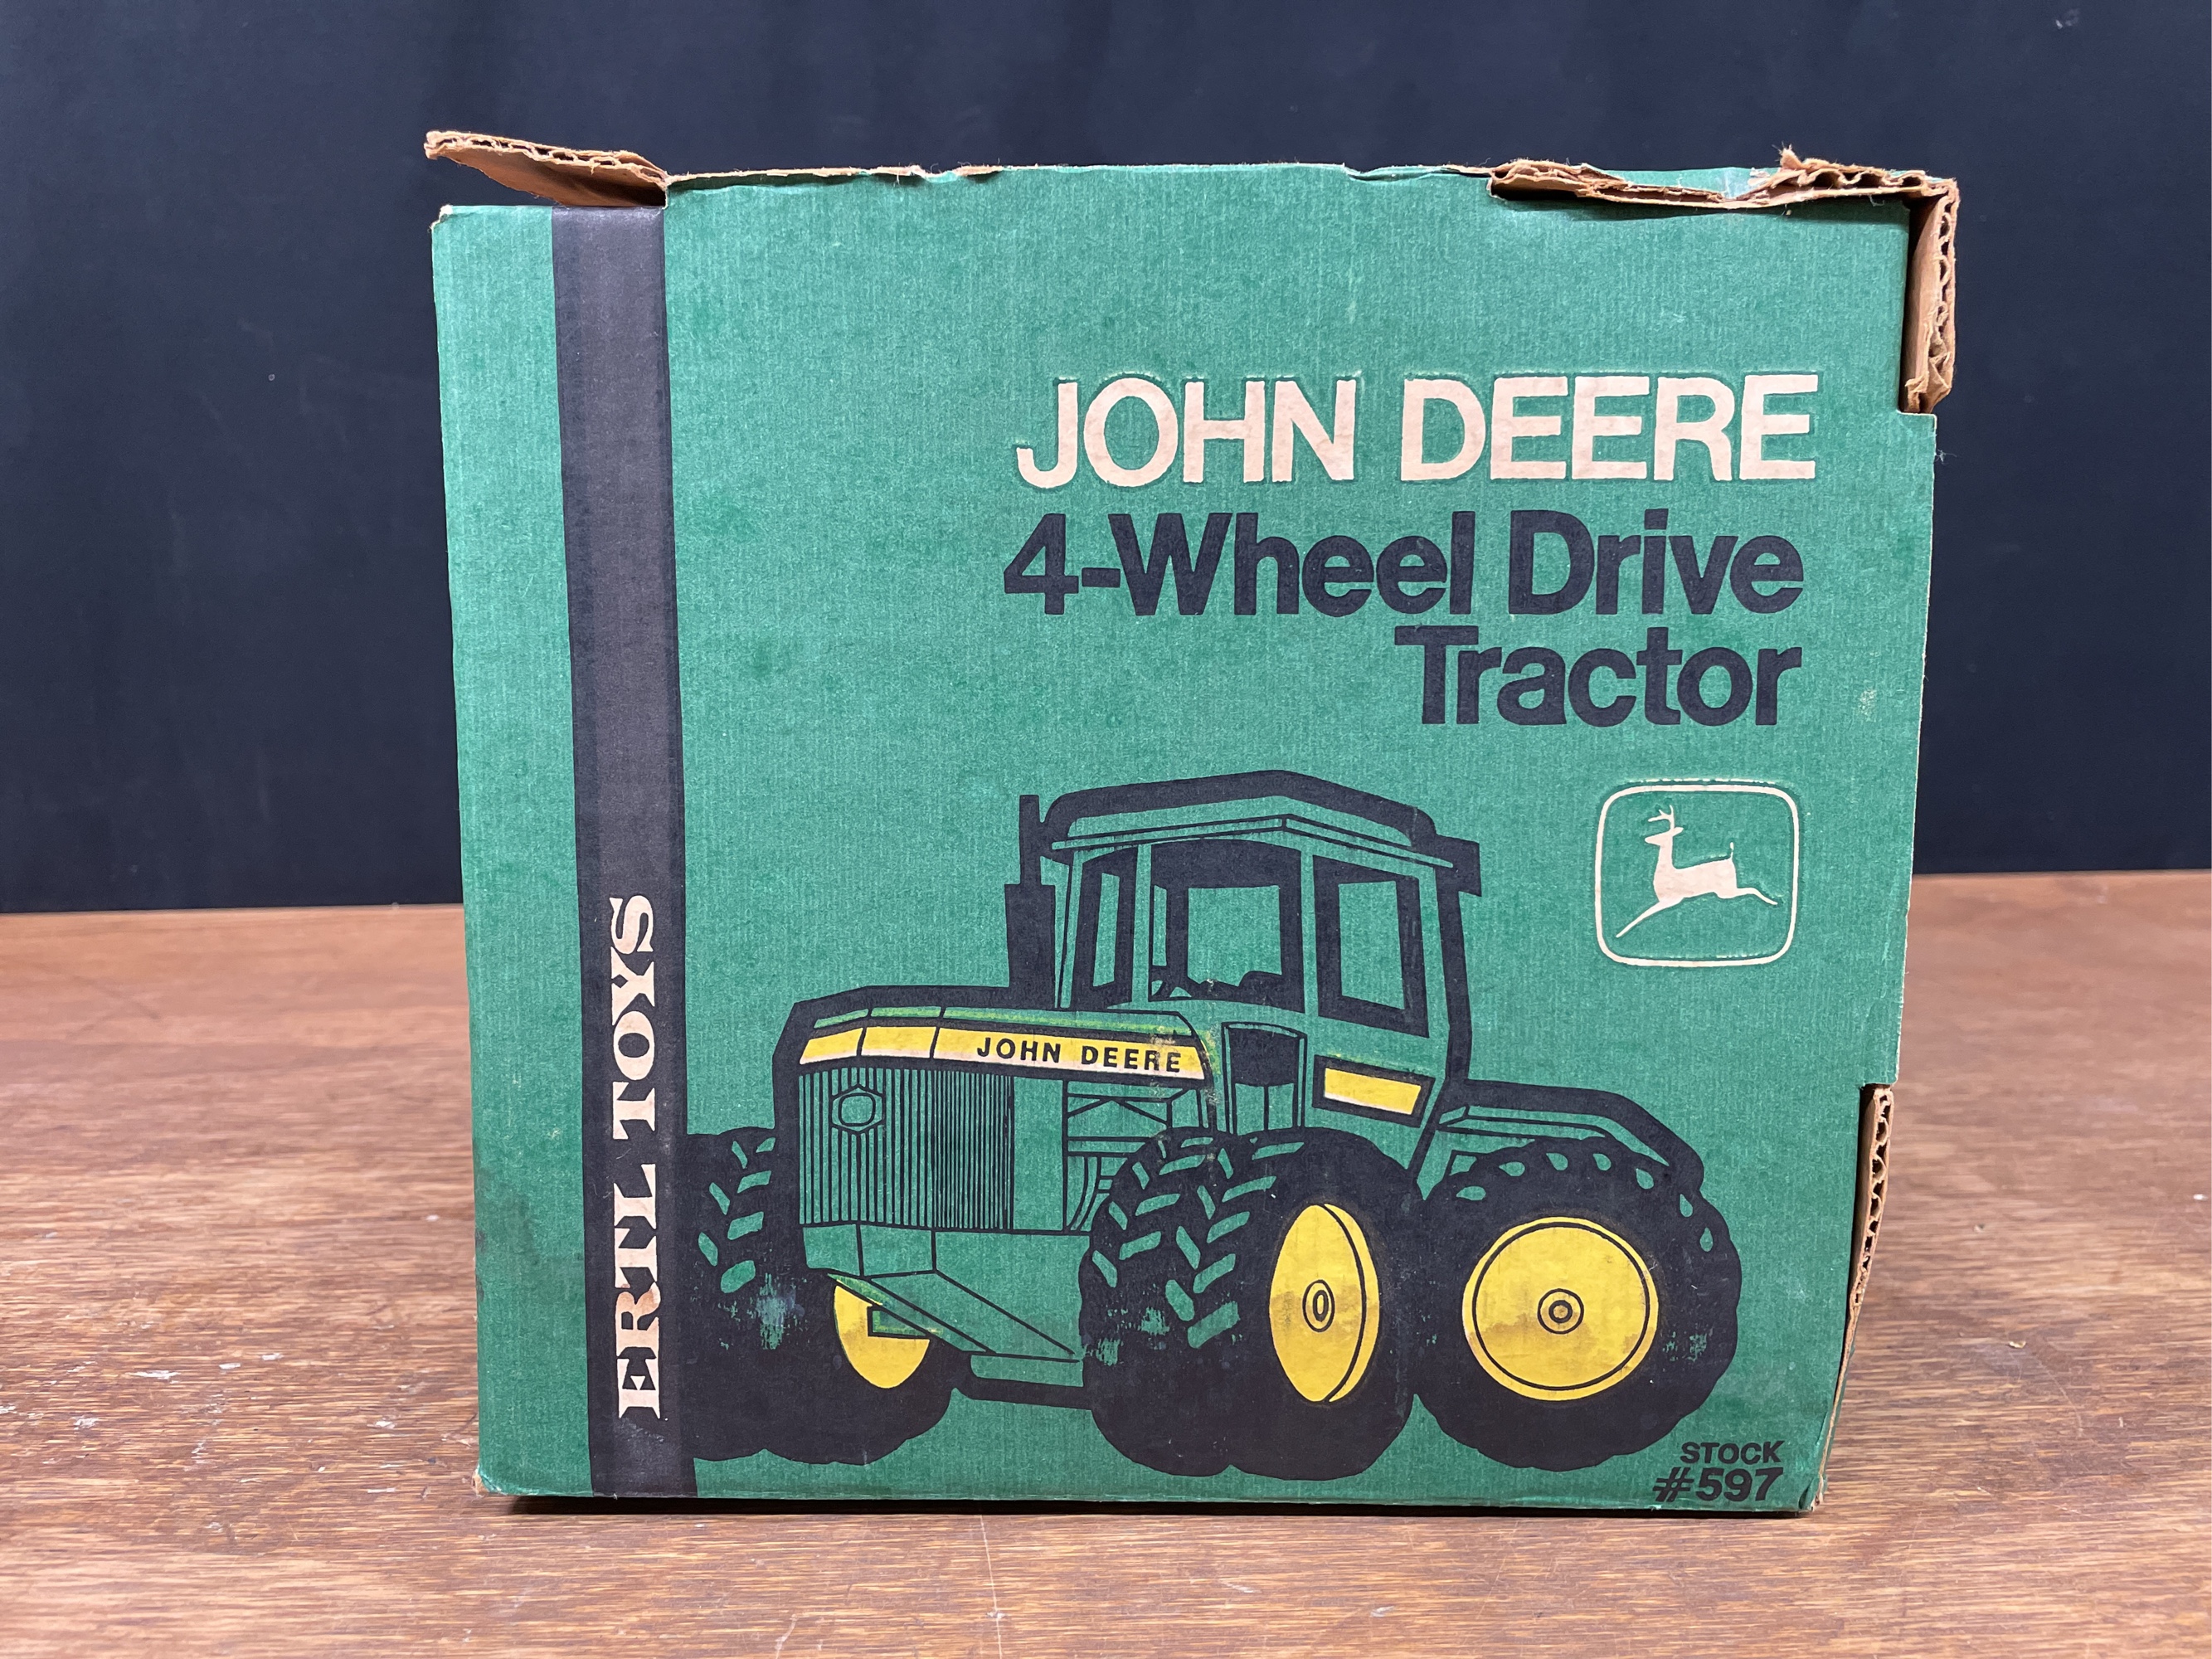 JOHN DEERE
4-Wheel Drive
Tractor
JOHN DEERE
ERTL TOYS
STOCK
#597